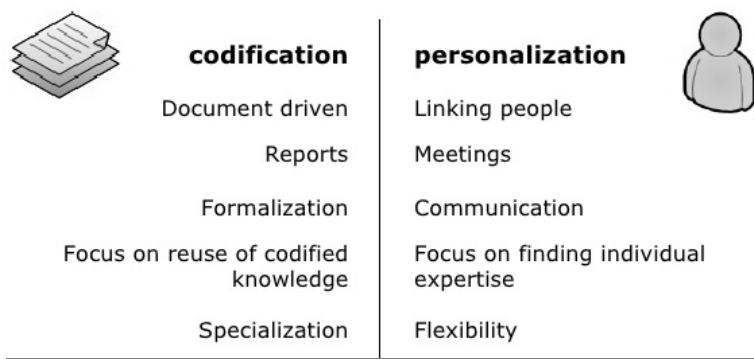 codification personalization
Document driven Linking people
Reports Meetings
Formalization Communication
Focus on reuse of codified Focus on finding individual
knowledge expertise
Specialization Flexibility